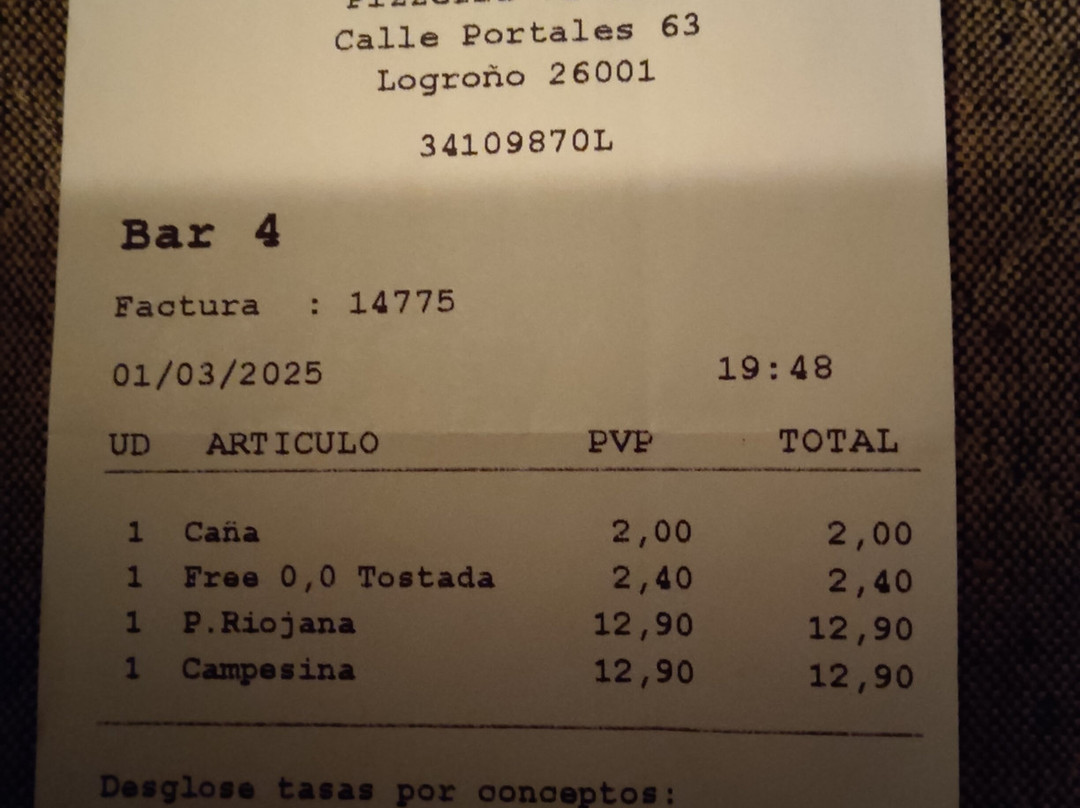 Calle Portales 63
Logroño 26001
34109870L
Bar 4
Factura : 14775
01/03/2025 19:48
UD ARTICULO PVP TOTAL
1 Caña 2,00 2,00
1 Free 0,0 Tostada 2,40 2,40
1 P.Riojana 12,90 12,90
1 Campesina 12,90 12,90
Desglose tasas por conceptos: